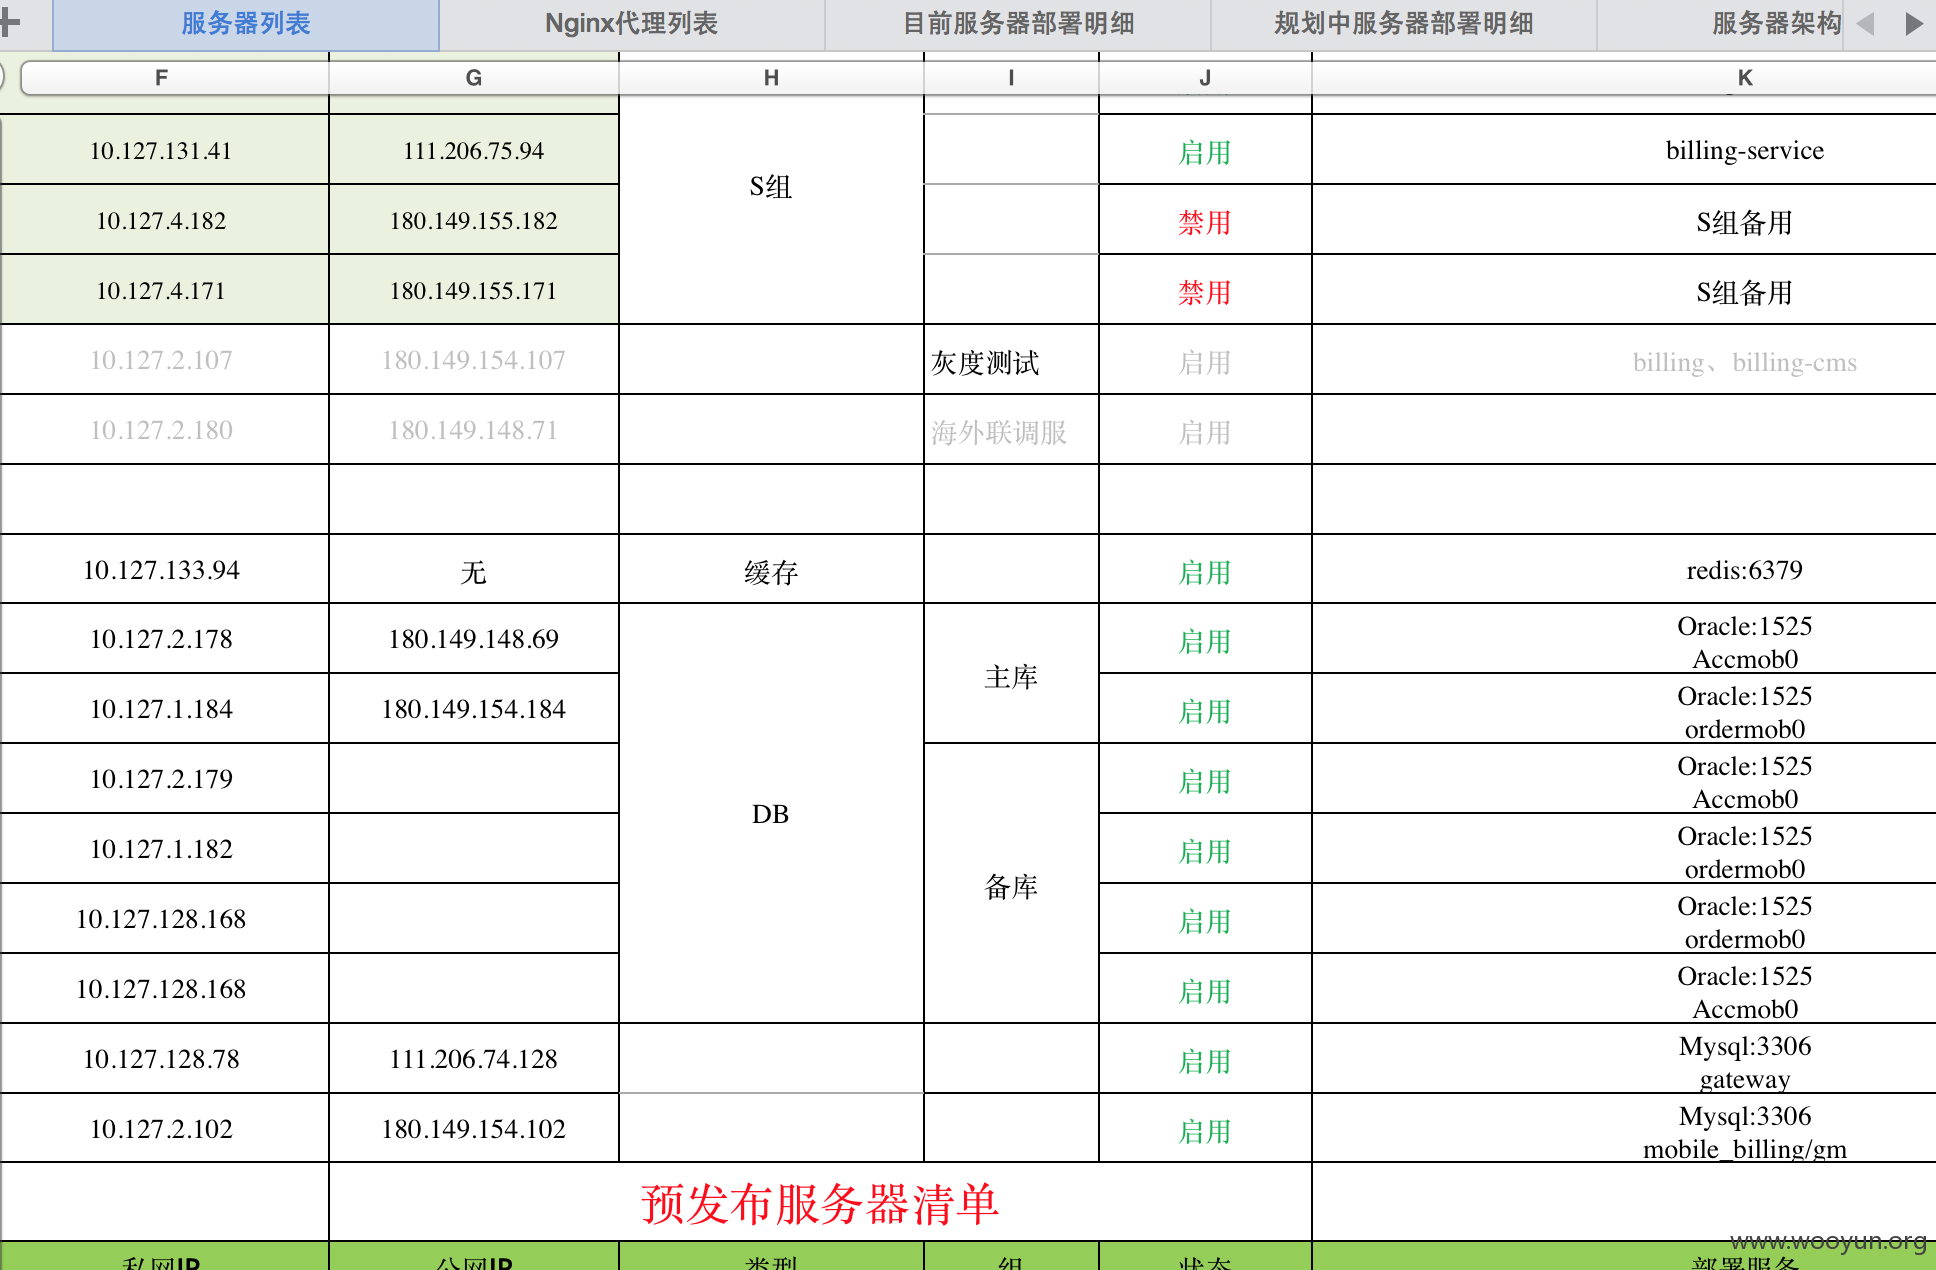 服务器列表 Nginx代理列表 目前服务器部署明细 规划中服务器部署明细 服务器架构
F G H I J K
10.127.131.41 111.206.75.94 启用 billing-service
S组
10.127.4.182 180.149.155.182 禁用 S组备用
10.127.4.171 180.149.155.171 禁用 S组备用
10.127.2.107 180.149.154.107 灰度测试 启用 billing、billing-cms
10.127.2.180 180.149.148.71 海外联调服 启用
10.127.133.94 无 缓存 启用 redis:6379
10.127.2.178 180.149.148.69 启用 Oracle:1525
Accmob0
主库
10.127.1.184 180.149.154.184 启用 Oracle:1525
ordermob0
10.127.2.179 启用 Oracle:1525
Accmob0
DB
10.127.1.182 启用 Oracle:1525
ordermob0
备库
10.127.128.168 启用 Oracle:1525
ordermob0
10.127.128.168 启用 Oracle:1525
Accmob0
10.127.128.78 111.206.74.128 启用 Mysql:3306
gateway
10.127.2.102 180.149.154.102 启用 Mysql:3306
mobile_billing/gm
预发布服务器清单
私网IP 公网IP 类型 组 状态 部署服务
www.wooyun.org